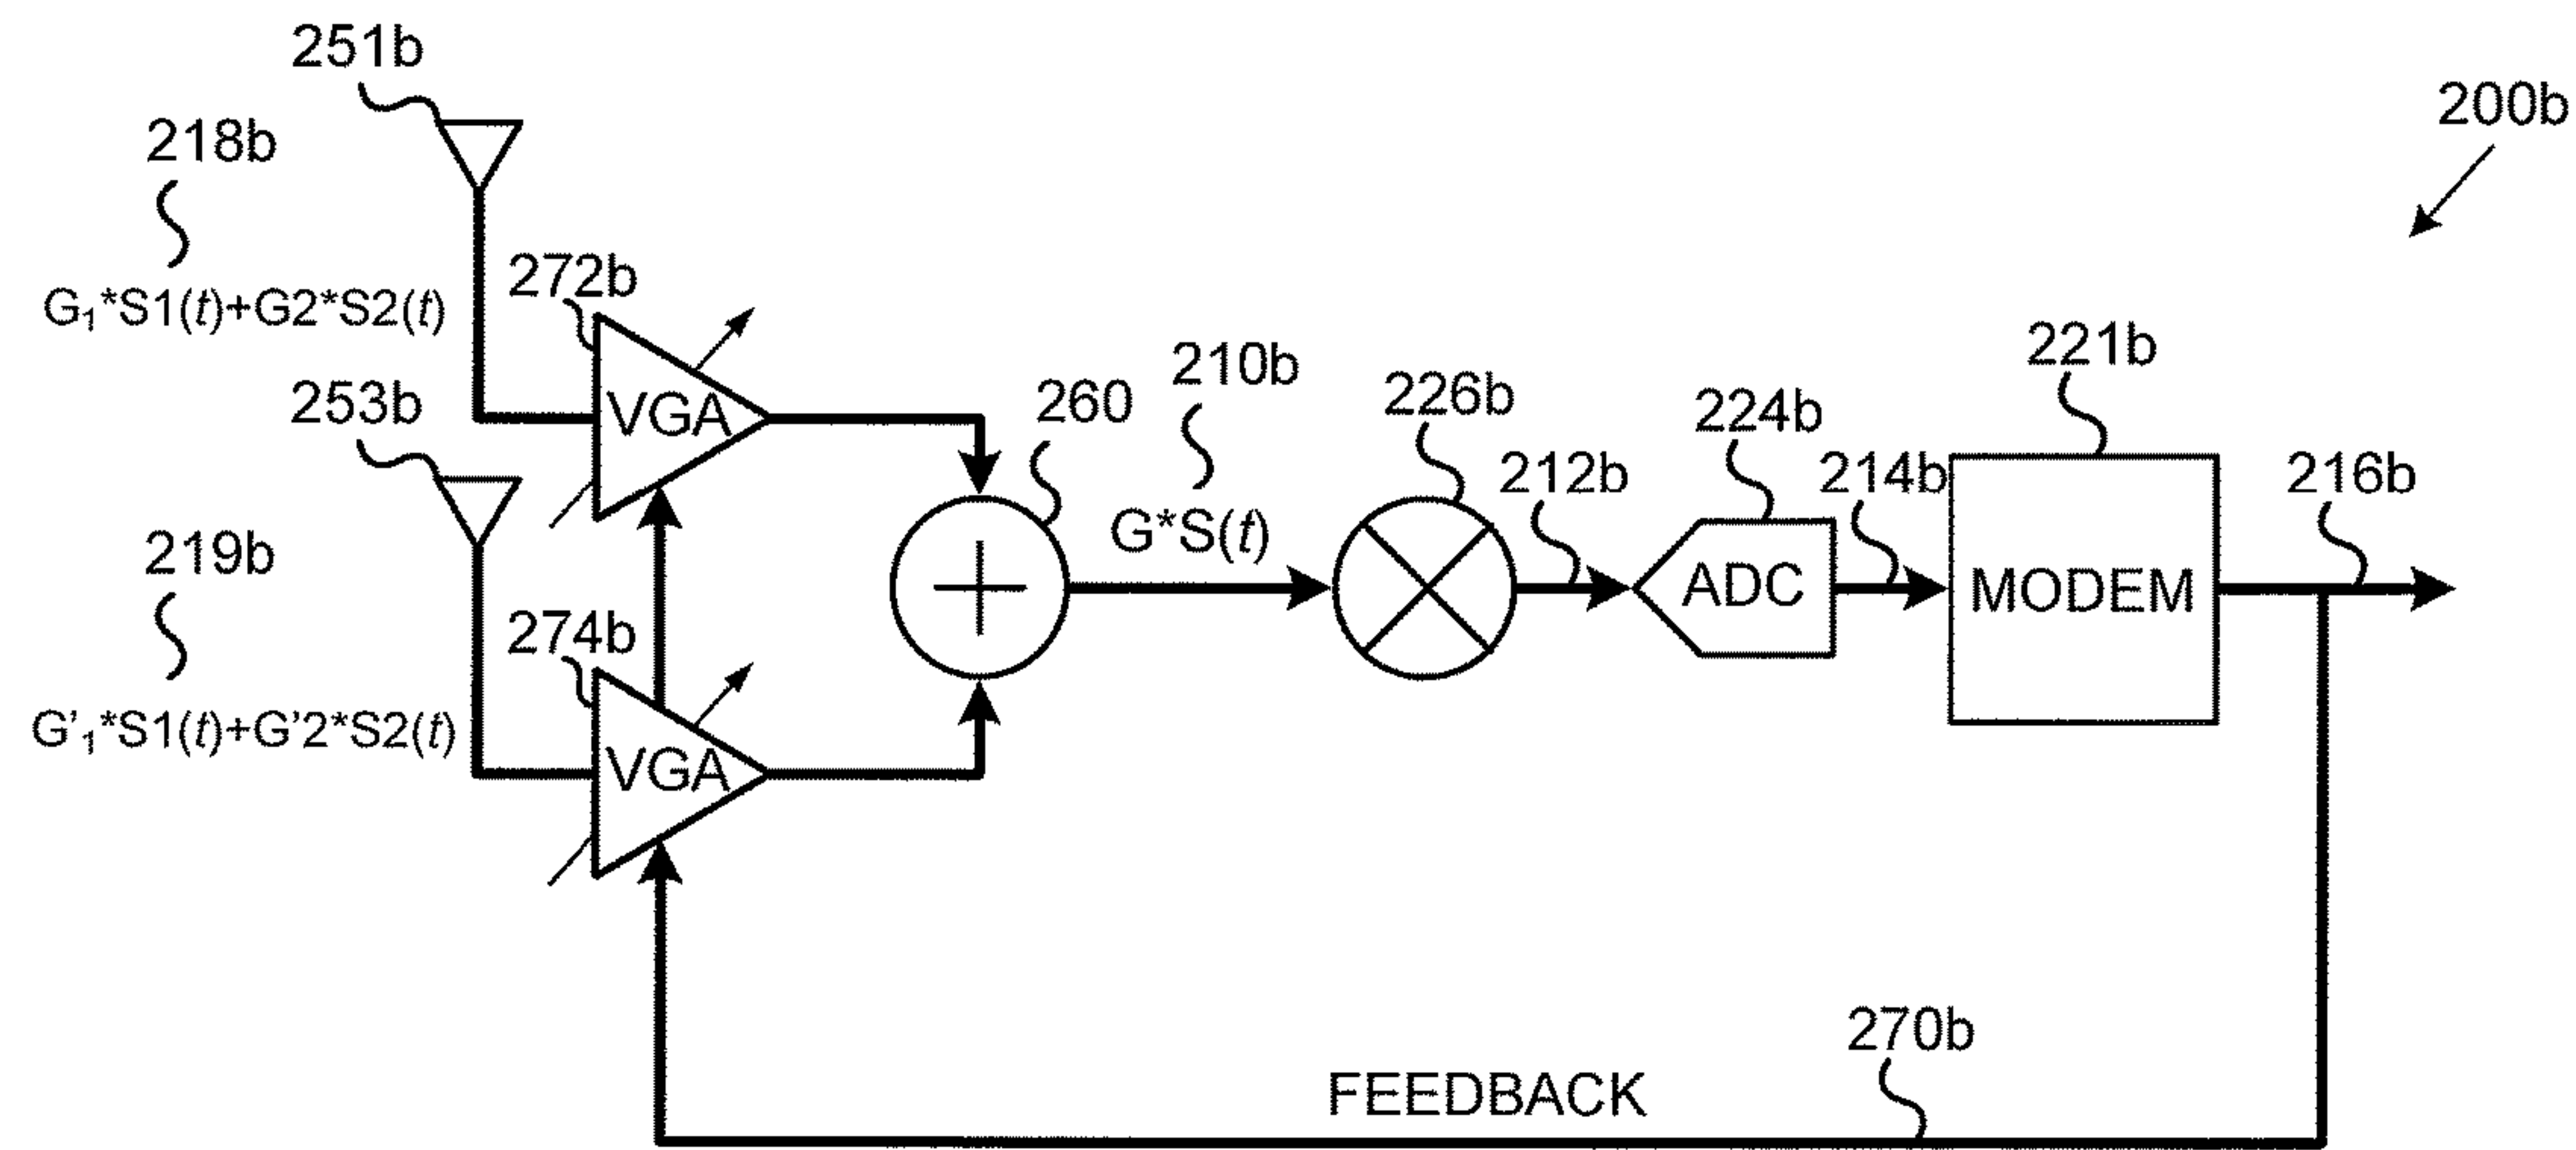 251b
200b
218b
272b
G₁*S1(t)+G2*S2(t)
VGA
253b
260
210b
226b
224b
221b
212b
214b
216b
G*S(t)
ADC
MODEM
219b
274b
G'₁*S1(t)+G'2*S2(t)
VGA
270b
FEEDBACK